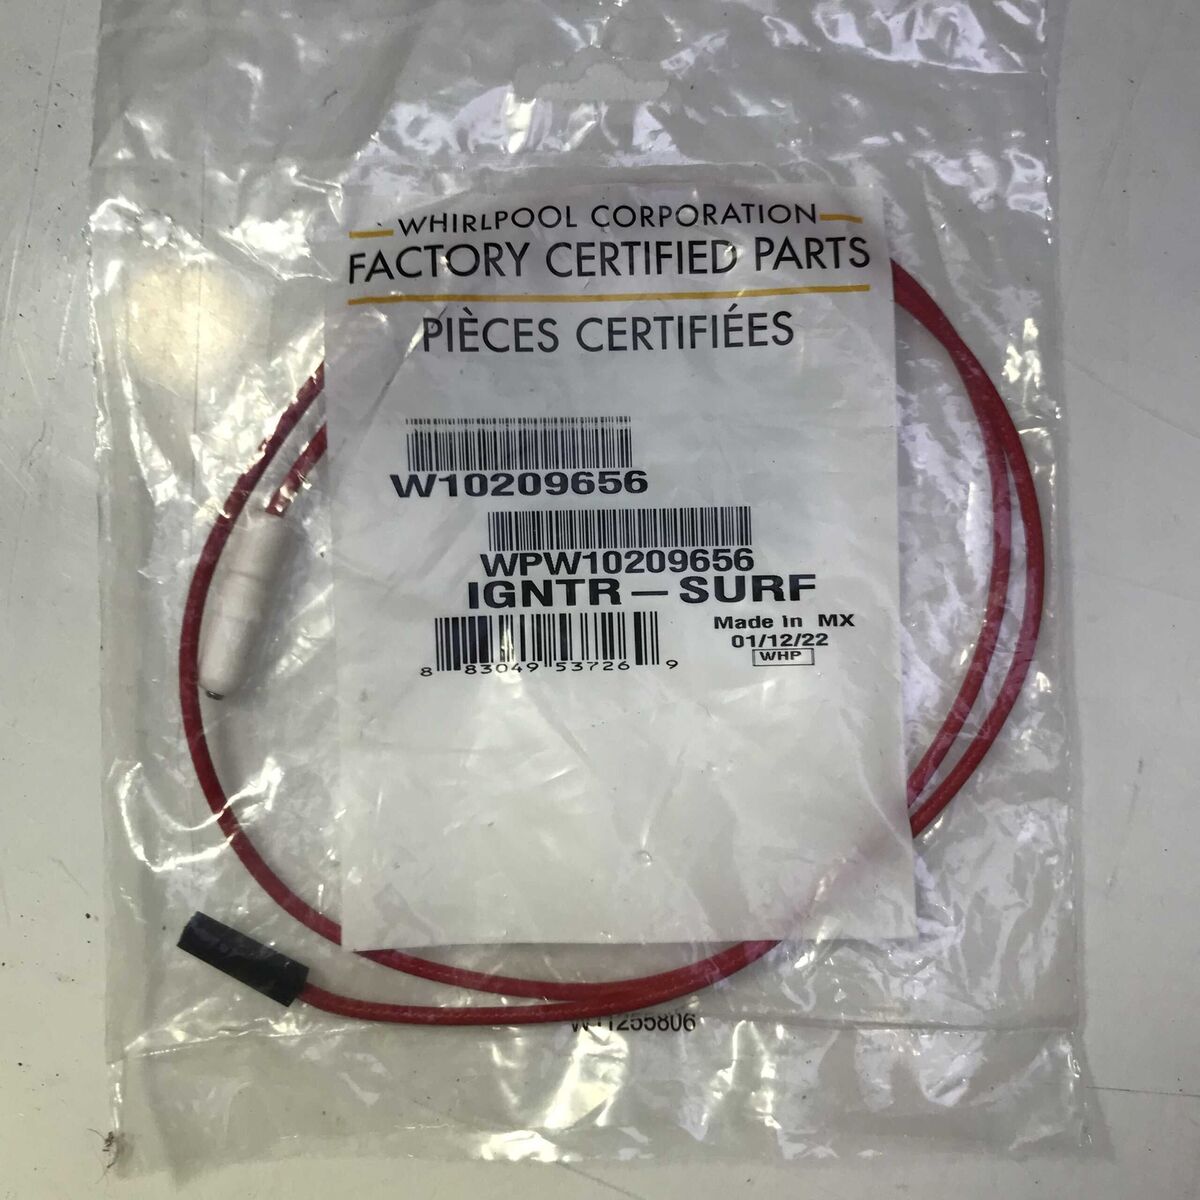 WHIRLPOOL CORPORATION
FACTORY CERTIFIED PARTS
PIÈCES CERTIFIÉES
W10209656
WPW10209656
IGNTR — SURF
Made In MX
01/12/22
WHP
8 83049 53726 9
W11255806